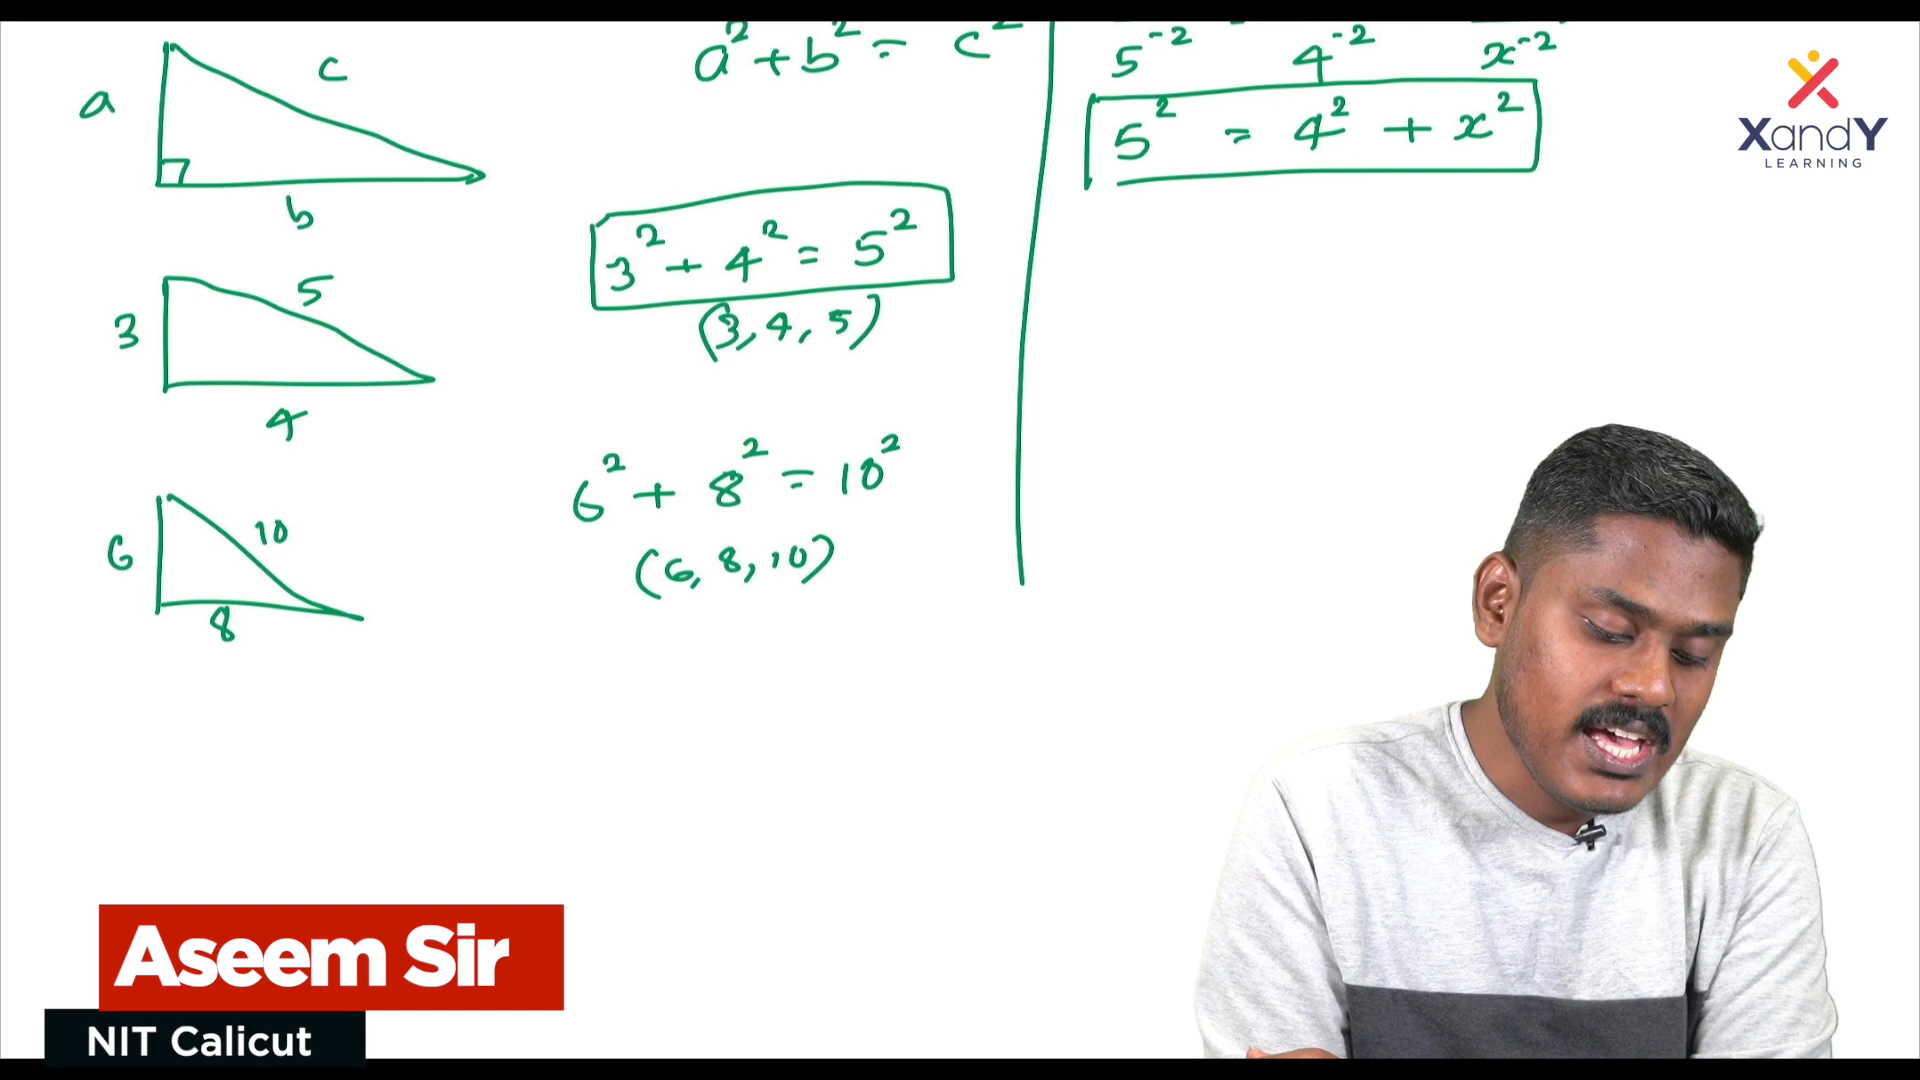 a² + b² = c²
a
c
b
3² + 4² = 5²
(3, 4, 5)
3
5
4
6² + 8² = 10²
(6, 8, 10)
6
10
8
5⁻² 4⁻² x⁻²
5² = 4² + x²
XandY
LEARNING
Aseem Sir
NIT Calicut